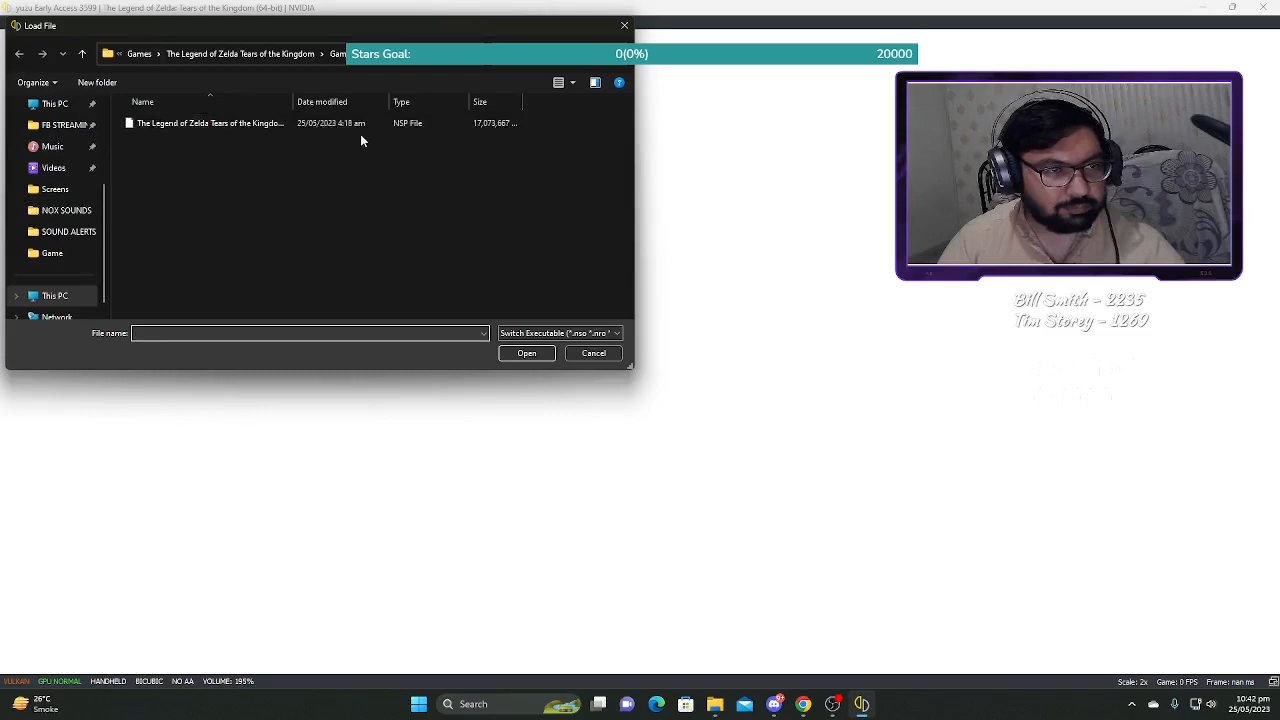 yuzu Early Access 3599 | The Legend of Zelda: Tears of the Kingdom (64-bit) | NVIDIA
Load File
Games > The Legend of Zelda Tears of the Kingdom > Gam
Stars Goal: 0(0%) 20000
Organize New folder
Name Date modified Type Size
This PC
FB STREAMIN
Music
Videos
Screens
NOX SOUNDS
SOUND ALERTS
Game
This PC
Network
The Legend of Zelda Tears of the Kingdo... 25/05/2023 4:18 am NSP File 17,073,667 ...
File name: Switch Executable (*.nso *.nro *
Open Cancel
Bill Smith - 2235
Tim Storey - 1269
VULKAN GPU NORMAL HANDHELD BICUBIC NO AA VOLUME: 195% Scale: 2x Game: 0 FPS Frame: nan ms
26°C
Smoke
Search
10:42 pm
25/05/2023